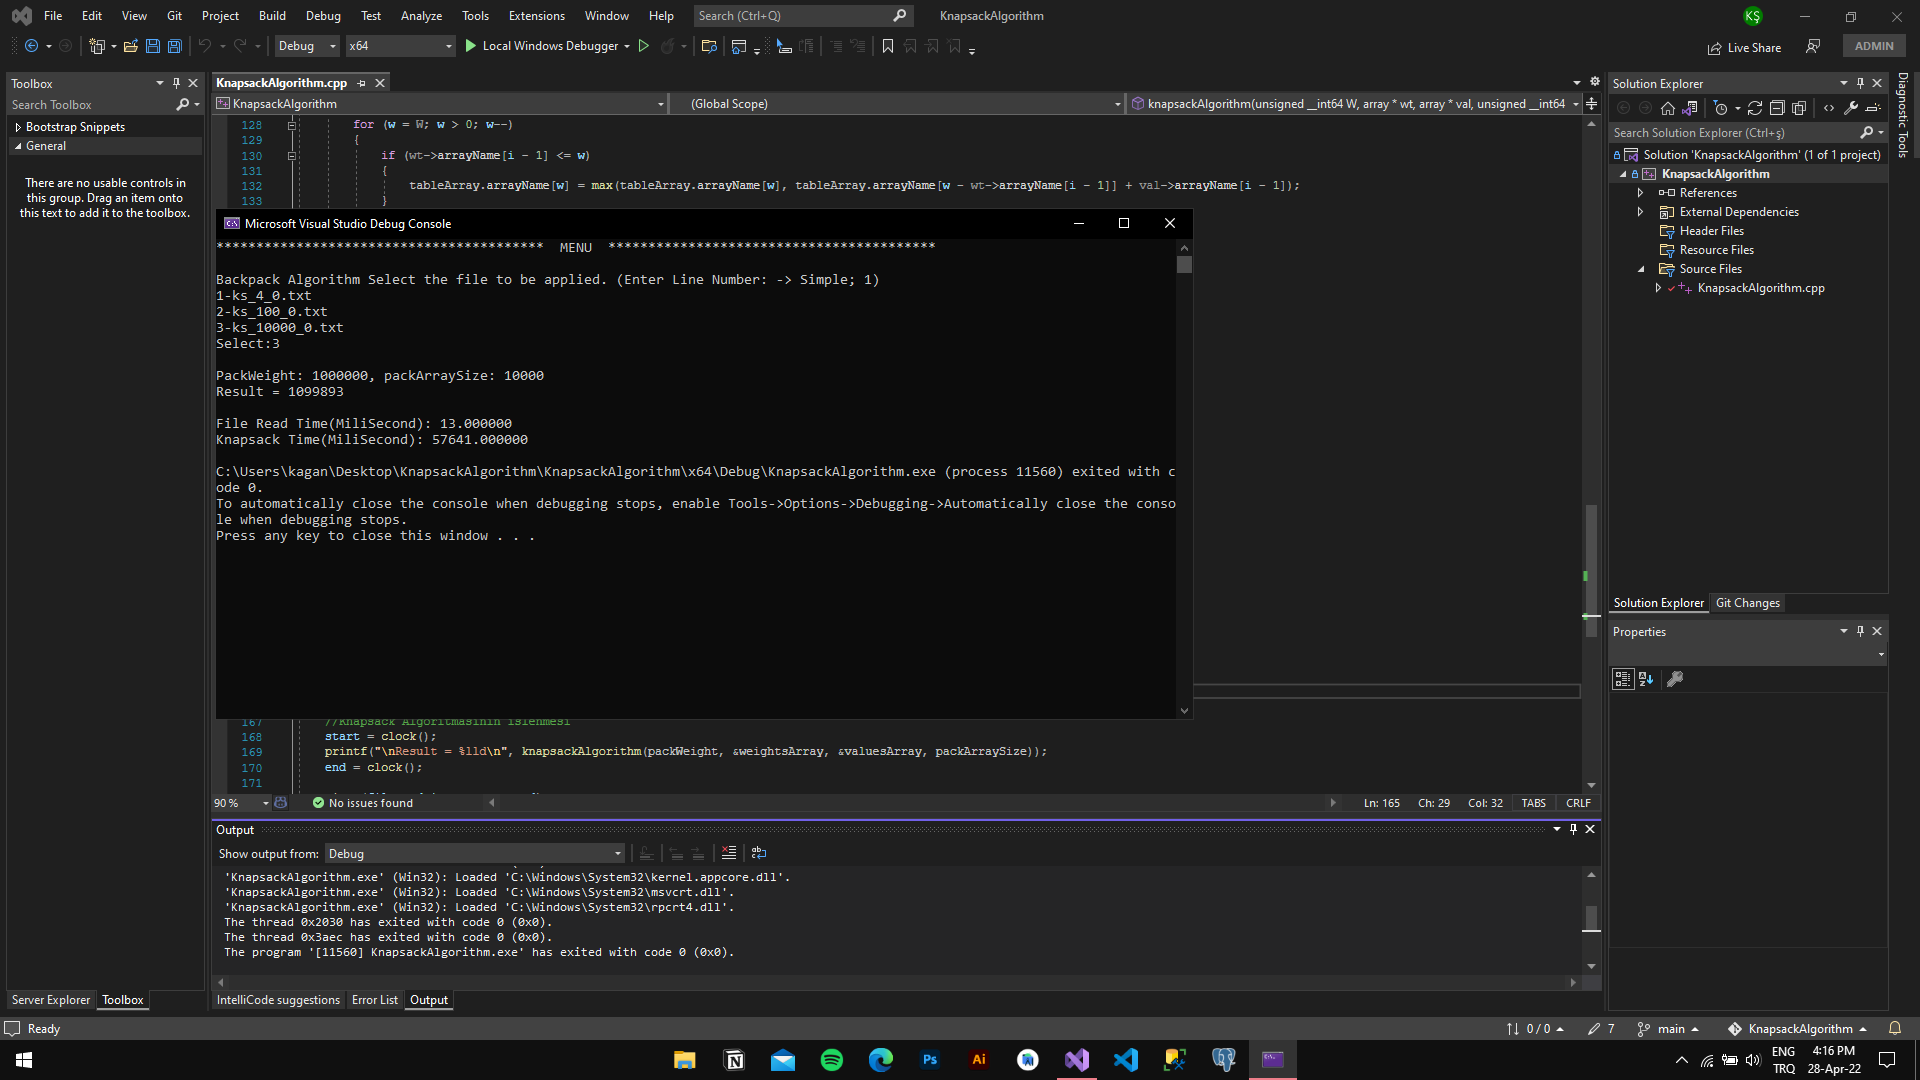 File Edit View Git Project Build Debug Test Analyze Tools Extensions Window Help Search (Ctrl+Q) KnapsackAlgorithm KŞ
Debug x64 Local Windows Debugger Live Share ADMIN
Toolbox
Search Toolbox
Bootstrap Snippets
General
There are no usable controls in
this group. Drag an item onto
this text to add it to the toolbox.
Server Explorer Toolbox
KnapsackAlgorithm.cpp
KnapsackAlgorithm (Global Scope) knapsackAlgorithm(unsigned __int64 W, array * wt, array * val, unsigned __int64
128 for (w = W; w > 0; w--)
129 {
130 if (wt->arrayName[i - 1] <= w)
131 {
132 tableArray.arrayName[w] = max(tableArray.arrayName[w], tableArray.arrayName[w - wt->arrayName[i - 1]] + val->arrayName[i - 1]);
133 }
Microsoft Visual Studio Debug Console
***************************************** MENU *****************************************
Backpack Algorithm Select the file to be applied. (Enter Line Number: -> Simple; 1)
1-ks_4_0.txt
2-ks_100_0.txt
3-ks_10000_0.txt
Select:3
PackWeight: 1000000, packArraySize: 10000
Result = 1099893
File Read Time(MiliSecond): 13.000000
Knapsack Time(MiliSecond): 57641.000000
C:\Users\kagan\Desktop\KnapsackAlgorithm\KnapsackAlgorithm\x64\Debug\KnapsackAlgorithm.exe (process 11560) exited with c
ode 0.
To automatically close the console when debugging stops, enable Tools->Options->Debugging->Automatically close the conso
le when debugging stops.
Press any key to close this window . . .
167 //Knapsack Algoritmasının işlenmesi
168 start = clock();
169 printf("\nResult = %lld\n", knapsackAlgorithm(packWeight, &weightsArray, &valuesArray, packArraySize));
170 end = clock();
171
90 % No issues found Ln: 165 Ch: 29 Col: 32 TABS CRLF
Output
Show output from: Debug
'KnapsackAlgorithm.exe' (Win32): Loaded 'C:\Windows\System32\kernel.appcore.dll'.
'KnapsackAlgorithm.exe' (Win32): Loaded 'C:\Windows\System32\msvcrt.dll'.
'KnapsackAlgorithm.exe' (Win32): Loaded 'C:\Windows\System32\rpcrt4.dll'.
The thread 0x2030 has exited with code 0 (0x0).
The thread 0x3aec has exited with code 0 (0x0).
The program '[11560] KnapsackAlgorithm.exe' has exited with code 0 (0x0).
IntelliCode suggestions Error List Output
Solution Explorer
Search Solution Explorer (Ctrl+ş)
Solution 'KnapsackAlgorithm' (1 of 1 project)
KnapsackAlgorithm
References
External Dependencies
Header Files
Resource Files
Source Files
KnapsackAlgorithm.cpp
Solution Explorer Git Changes
Properties
Diagnostic Tools
Ready 0 / 0 7 main KnapsackAlgorithm
Ps Ai
ENG
TRQ
4:16 PM
28-Apr-22